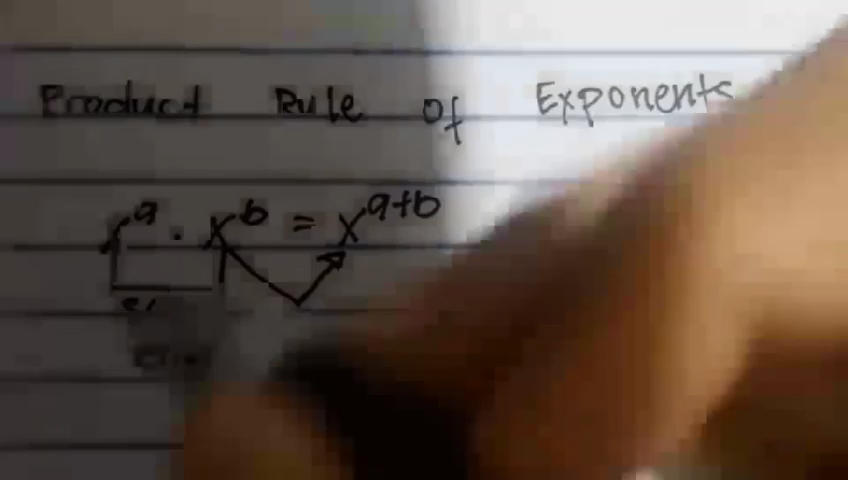 Product Rule of Exponents
x^a . x^b = x^a+b